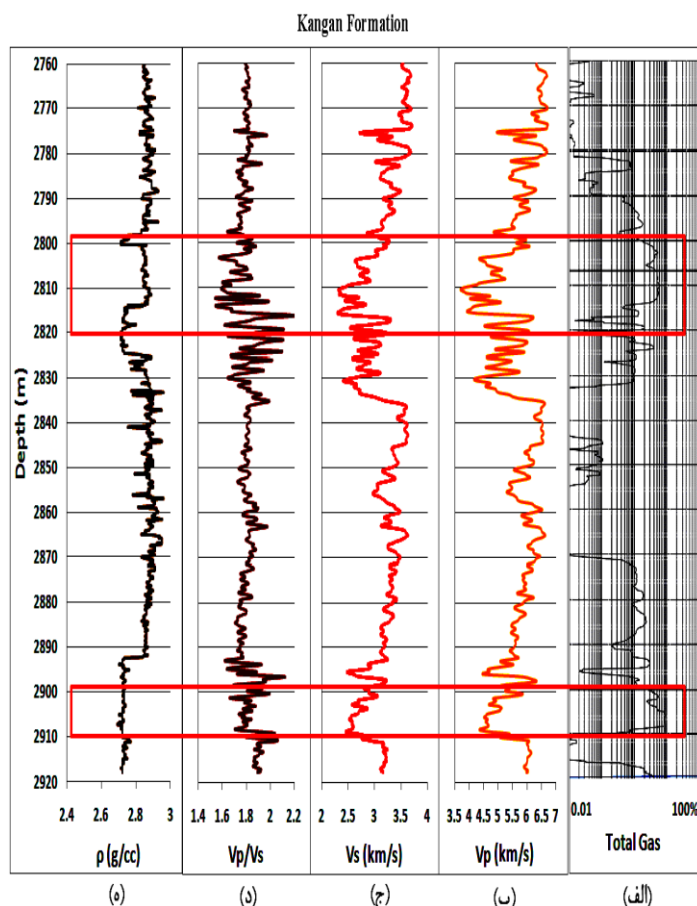 Kangan Formation
Depth (m)
2760
2770
2780
2790
2800
2810
2820
2830
2840
2850
2860
2870
2880
2890
2900
2910
2920
2.4 2.6 2.8 3
1.4 1.6 1.8 2 2.2
2 2.5 3 3.5 4
3.5 4 4.5 5 5.5 6 6.5 7
0.01 100%
ρ (g/cc)
Vp/Vs
Vs (km/s)
Vp (km/s)
Total Gas
(ه) (د) (ج) (ب) (الف)